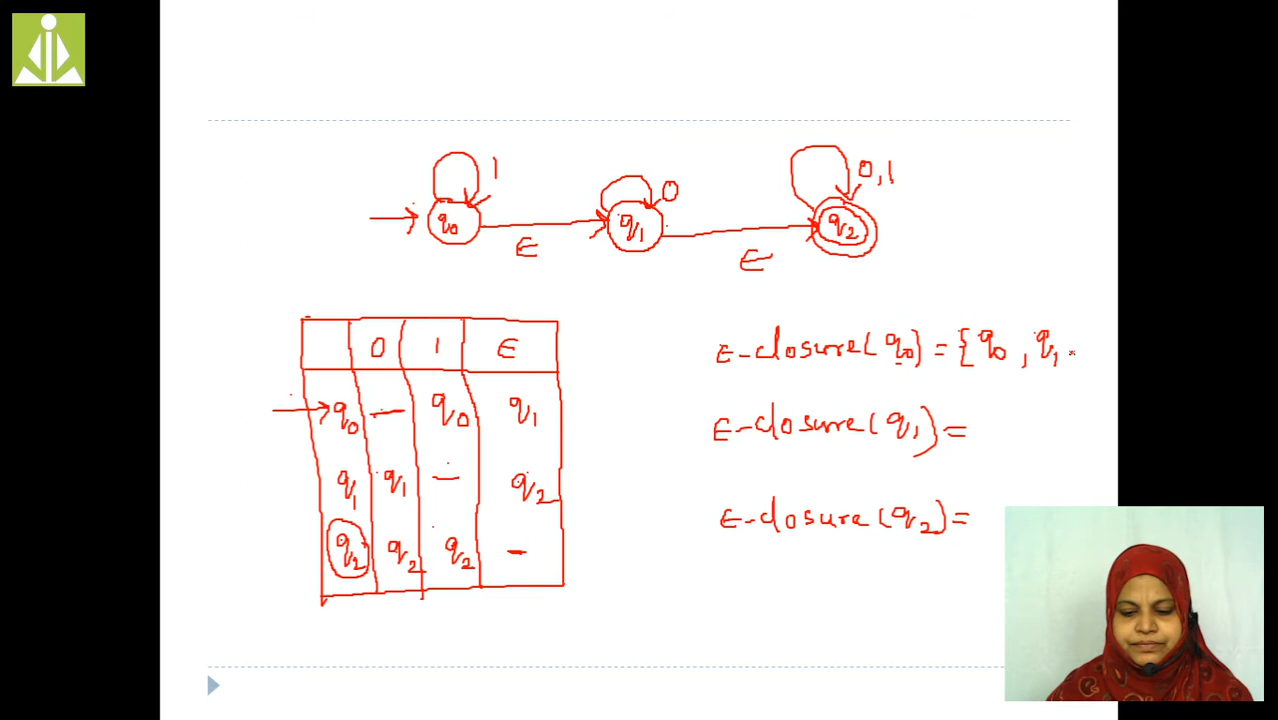 1 0 0,1
q0 q1 q2
ε ε
0 1 ε
q0 — q0 q1
q1 q1 — q2
q2 q2 q2 —
ε-closure(q0) = {q0, q1
ε-closure(q1) =
ε-closure(q2) =